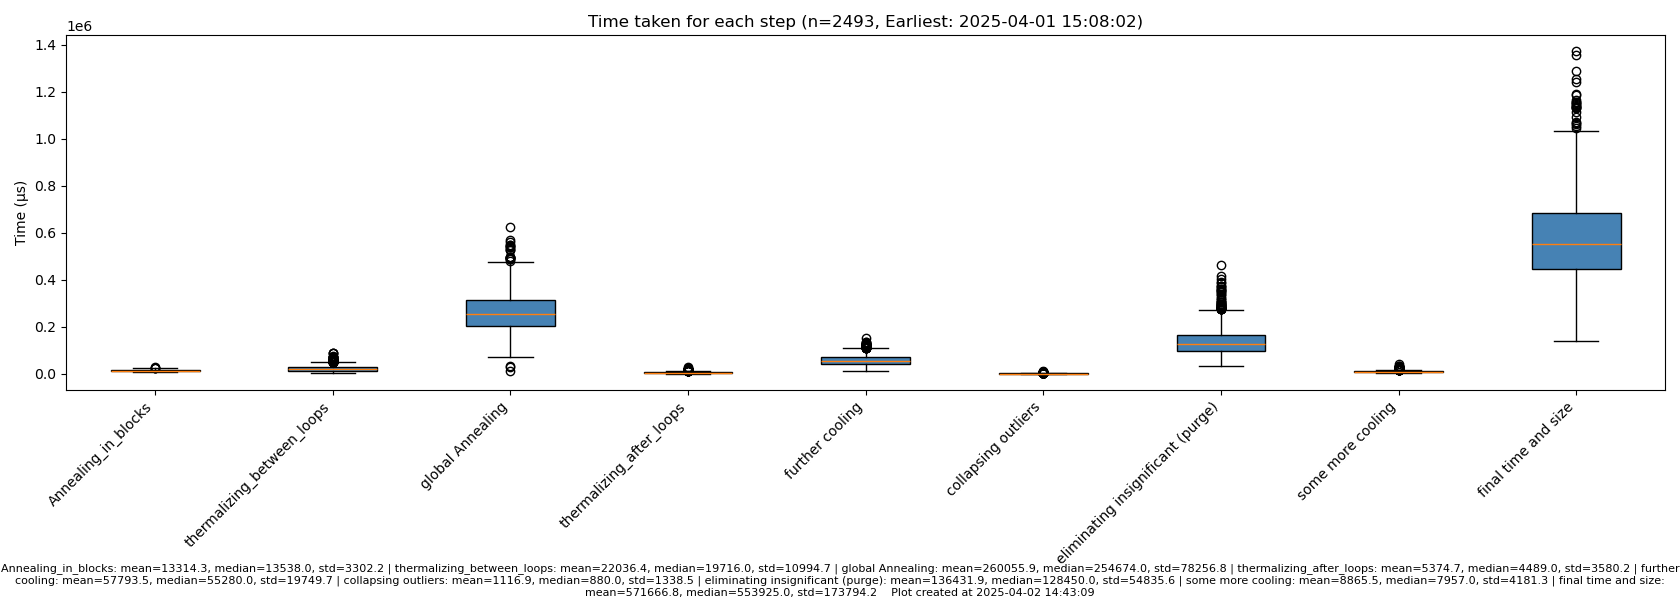 Time taken for each step (n=2493, Earliest: 2025-04-01 15:08:02)
1e6
1.4
1.2
1.0
0.8
0.6
0.4
0.2
0.0
Time (µs)
Annealing_in_blocks
thermalizing_between_loops
global Annealing
thermalizing_after_loops
further cooling
collapsing outliers
eliminating insignificant (purge)
some more cooling
final time and size
Annealing_in_blocks: mean=13314.3, median=13538.0, std=3302.2 | thermalizing_between_loops: mean=22036.4, median=19716.0, std=10994.7 | global Annealing: mean=260055.9, median=254674.0, std=78256.8 | thermalizing_after_loops: mean=5374.7, median=4489.0, std=3580.2 | further
cooling: mean=57793.5, median=55280.0, std=19749.7 | collapsing outliers: mean=1116.9, median=880.0, std=1338.5 | eliminating insignificant (purge): mean=136431.9, median=128450.0, std=54835.6 | some more cooling: mean=8865.5, median=7957.0, std=4181.3 | final time and size:
mean=571666.8, median=553925.0, std=173794.2    Plot created at 2025-04-02 14:43:09